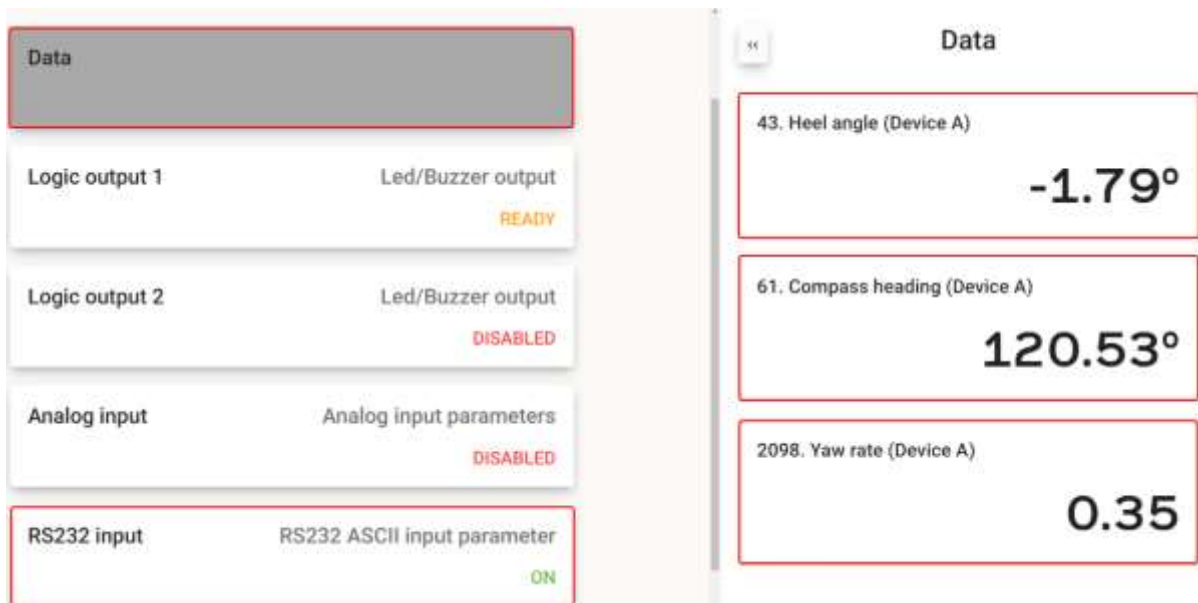 Data
Logic output 1 Led/Buzzer output
READY
Logic output 2 Led/Buzzer output
DISABLED
Analog input Analog input parameters
DISABLED
RS232 input RS232 ASCII input parameter
ON
‹‹ Data
43. Heel angle (Device A)
-1.79°
61. Compass heading (Device A)
120.53°
2098. Yaw rate (Device A)
0.35